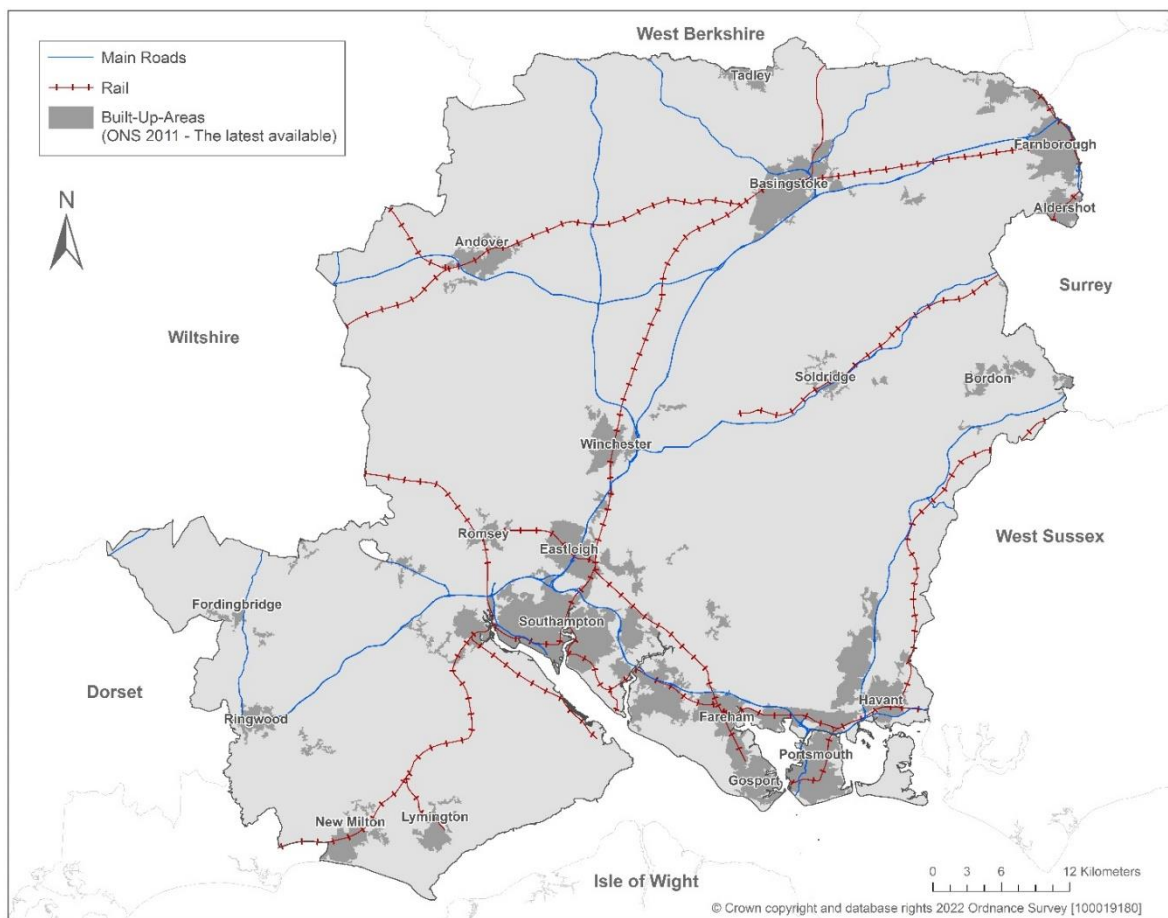 West Berkshire
Main Roads
Rail
Built-Up-Areas
(ONS 2011 - The latest available)
Tadley
Farnborough
Basingstoke
N
Aldershot
Andover
Surrey
Wiltshire
Soldridge
Bordon
Winchester
Romsey
West Sussex
Eastleigh
Fordingbridge
Southampton
Dorset
Havant
Ringwood
Fareham
Portsmouth
Gosport
New Milton
Lymington
12 Kilometers
Isle of Wight
0
3
6
© Crown copyright and database rights 2022 Ordnance Survey [100019180]